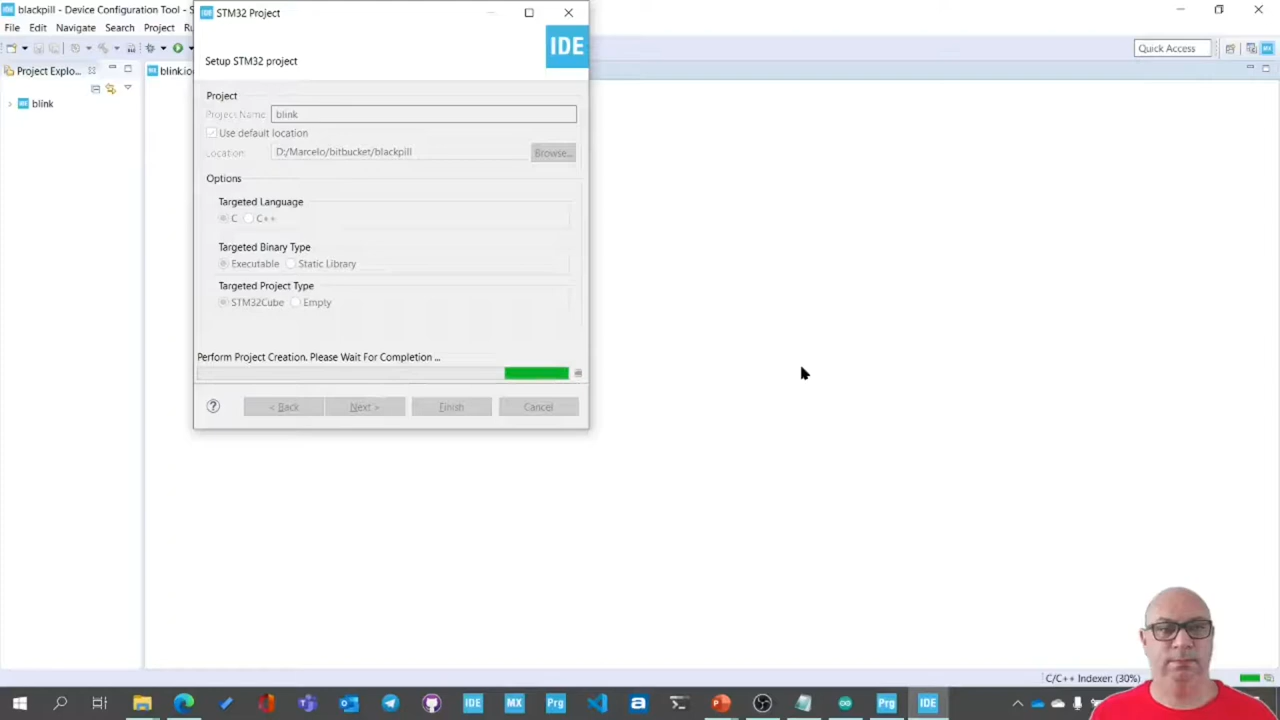 blackpill - Device Configuration Tool - S
STM32 Project
File Edit Navigate Search Project Ru
IDE
Setup STM32 project
Quick Access
Project Explo...
blink.io
blink
Project
Project Name: blink
Use default location
Location: D:/Marcelo/bitbucket/blackpill Browse...
Options
Targeted Language
C C++
Targeted Binary Type
Executable Static Library
Targeted Project Type
STM32Cube Empty
Perform Project Creation. Please Wait For Completion ...
< Back Next > Finish Cancel
C/C++ Indexer: (30%)
IDE MX Prg a Prg IDE